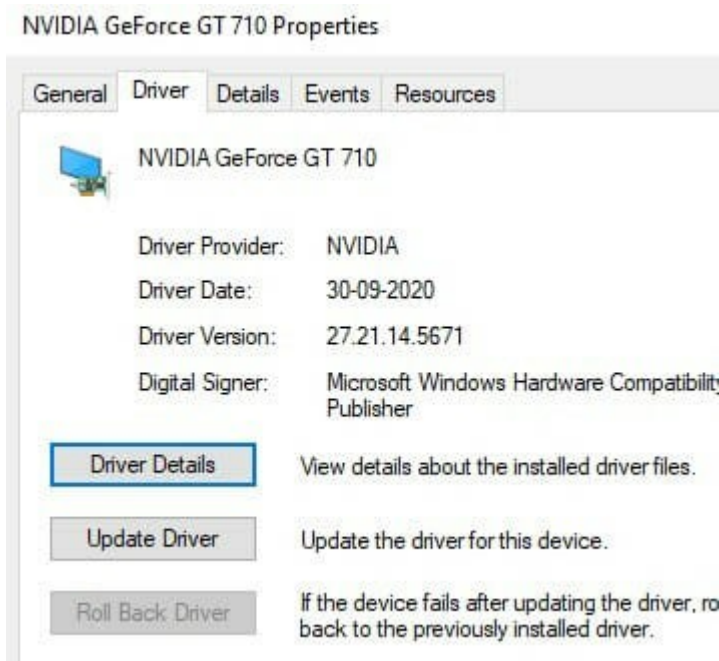 NVIDIA GeForce GT 710 Properties
General Driver Details Events Resources
NVIDIA GeForce GT 710
Driver Provider: NVIDIA
Driver Date: 30-09-2020
Driver Version: 27.21.14.5671
Digital Signer: Microsoft Windows Hardware Compatibility
Publisher
Driver Details View details about the installed driver files.
Update Driver Update the driver for this device.
Roll Back Driver If the device fails after updating the driver, ro
back to the previously installed driver.